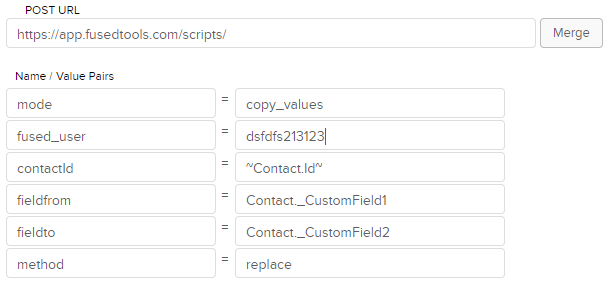 POST URL
https://app.fusedtools.com/scripts/ Merge
Name / Value Pairs
mode = copy_values
fused_user = dsfdfs213123
contactId = ~Contact.Id~
fieldfrom = Contact._CustomField1
fieldto = Contact._CustomField2
method = replace